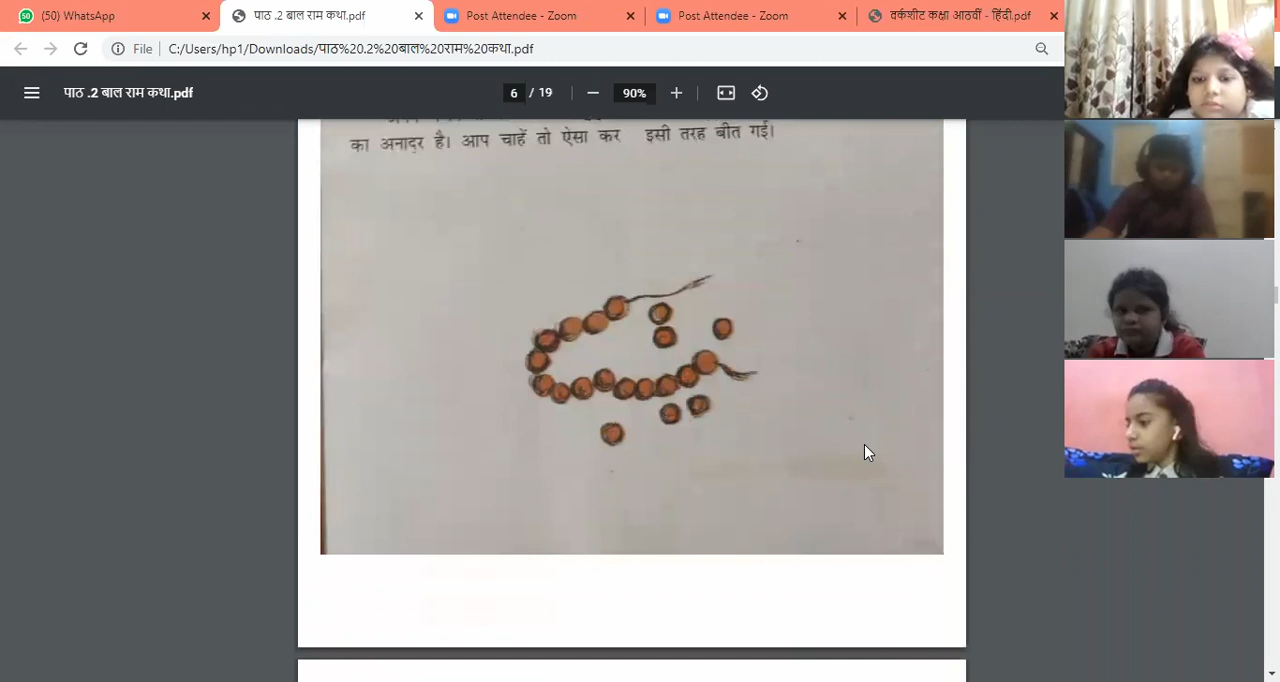 (50) WhatsApp
पाठ .2 बाल राम कथा.pdf
Post Attendee - Zoom
Post Attendee - Zoom
वर्कशीट कक्षा आठवीं - हिंदी.pdf
File
C:/Users/hp1/Downloads/पाठ%20.2%20बाल%20राम%20कथा.pdf
पाठ .2 बाल राम कथा.pdf
6 / 19
90%
का अनादर है। आप चाहें तो ऐसा कर इसी तरह बीत गई।